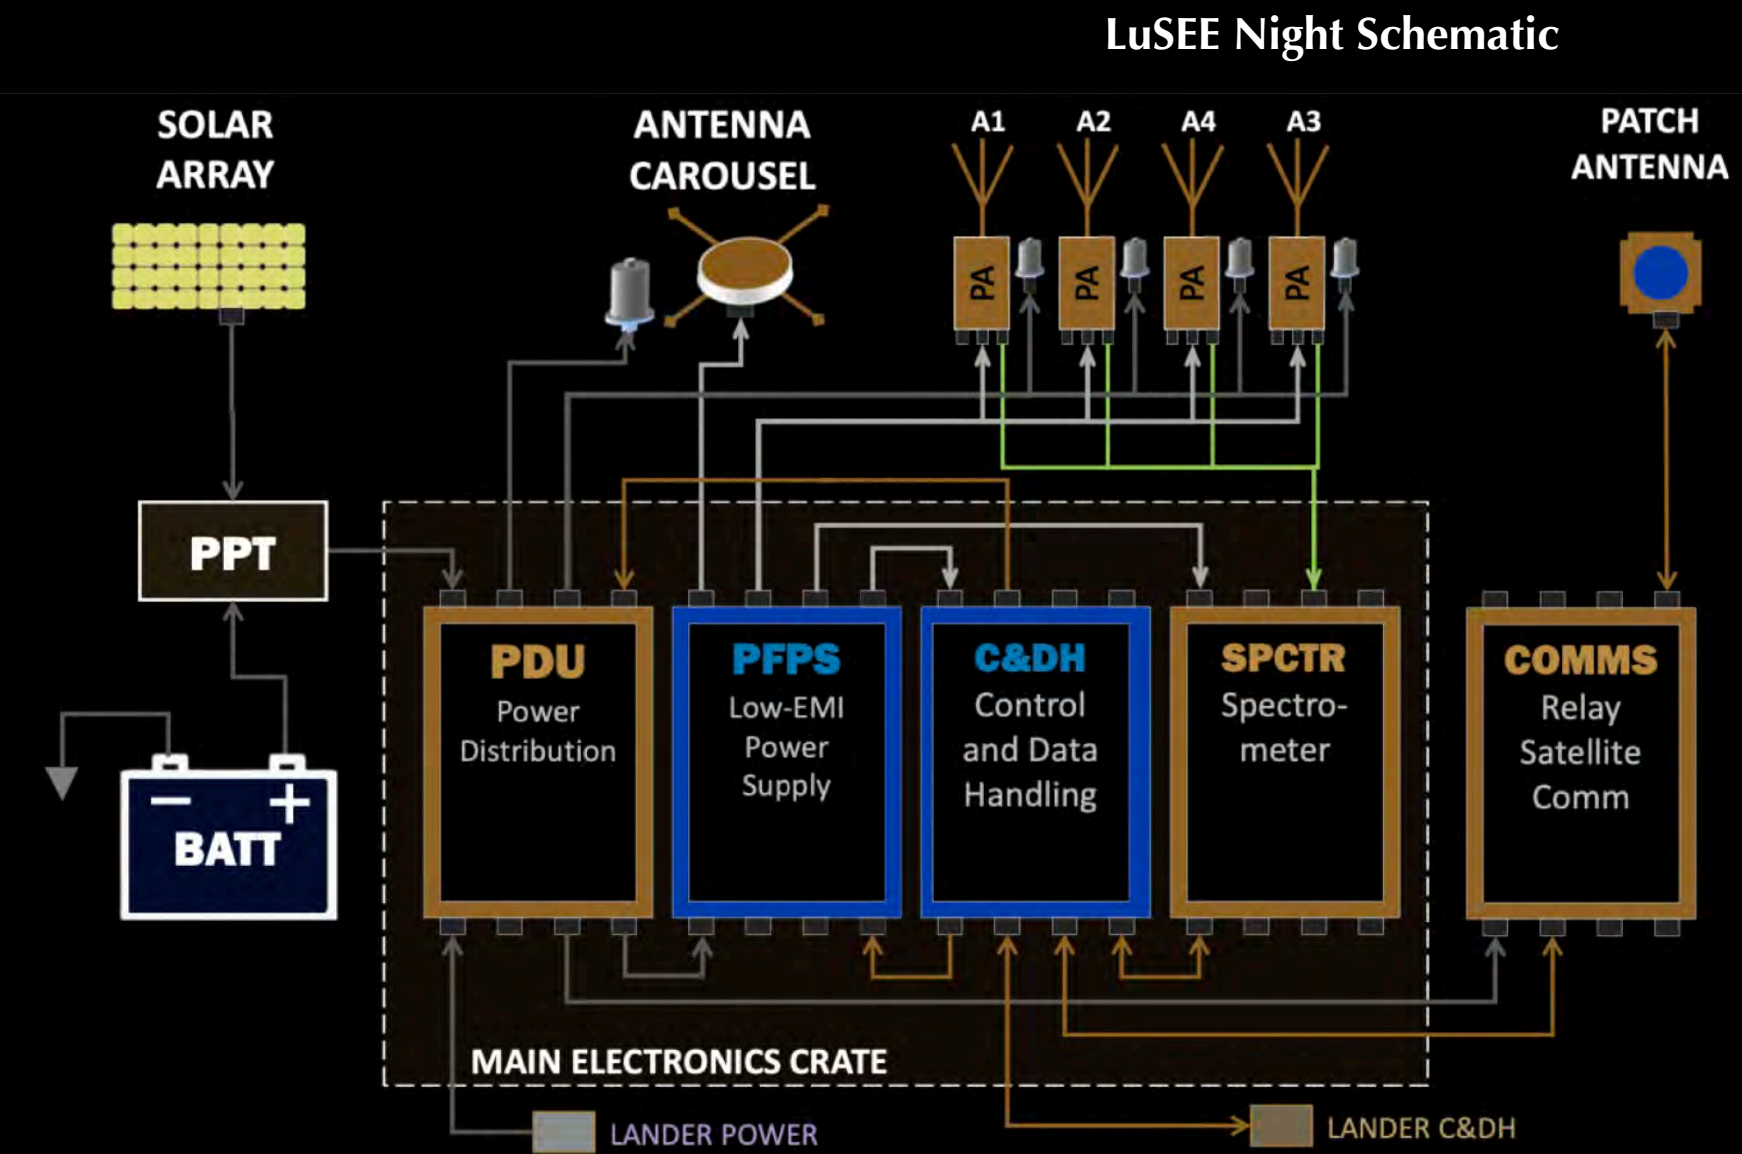 LuSEE Night Schematic
SOLAR
ARRAY
ANTENNA
CAROUSEL
A1
A2
A4
A3
PATCH
ANTENNA
PA
PA
PA
PA
PPT
BATT
PDU
Power
Distribution
PFPS
Low-EMI
Power
Supply
C&DH
Control
and Data
Handling
SPCTR
Spectro-
meter
COMMS
Relay
Satellite
Comm
MAIN ELECTRONICS CRATE
LANDER POWER
LANDER C&DH